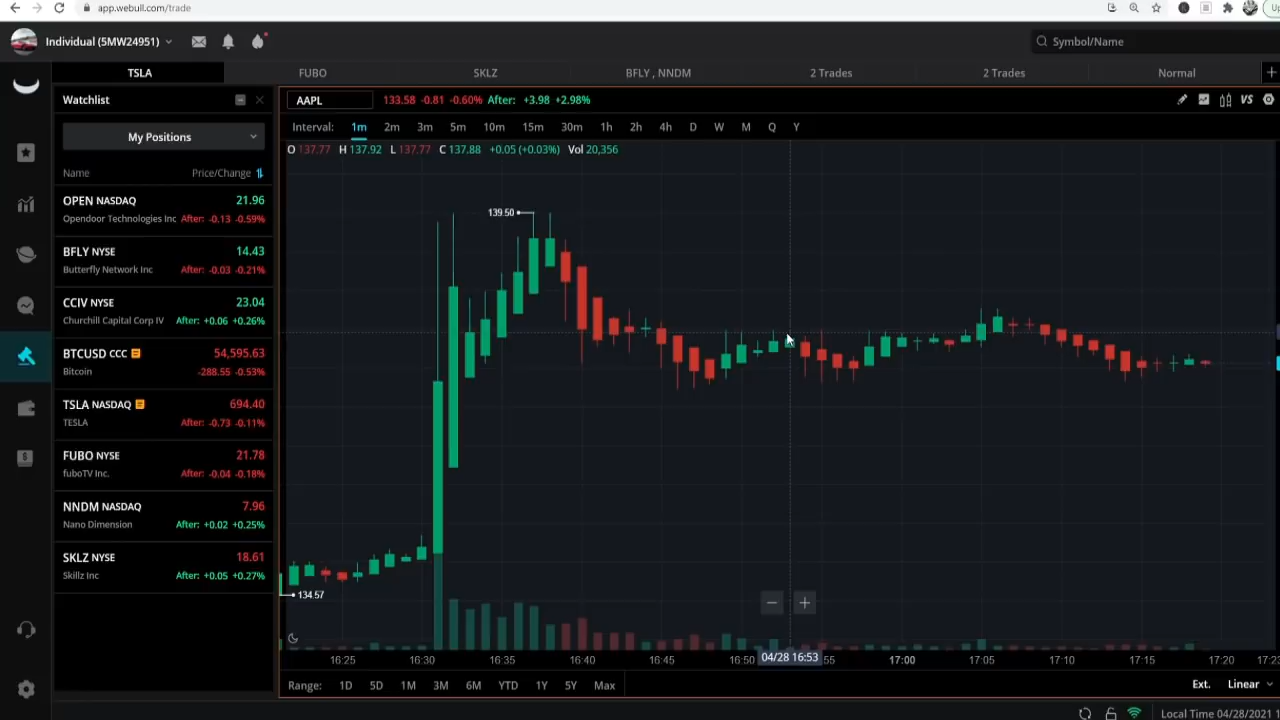 app.webull.com/trade
Individual (5MW24951)
Symbol/Name
TSLA FUBO SKLZ BFLY , NNDM 2 Trades 2 Trades Normal
Watchlist
My Positions
Name Price/Change
OPEN NASDAQ 21.96
Opendoor Technologies Inc After: -0.13 -0.59%
BFLY NYSE 14.43
Butterfly Network Inc After: -0.03 -0.21%
CCIV NYSE 23.04
Churchill Capital Corp IV After: +0.06 +0.26%
BTCUSD CCC 54,595.63
Bitcoin -288.55 -0.53%
TSLA NASDAQ 694.40
TESLA After: -0.73 -0.11%
FUBO NYSE 21.78
fuboTV Inc. After: -0.04 -0.18%
NNDM NASDAQ 7.96
Nano Dimension After: +0.02 +0.25%
SKLZ NYSE 18.61
Skillz Inc After: +0.05 +0.27%
AAPL 133.58 -0.81 -0.60% After: +3.98 +2.98%
VS
Interval: 1m 2m 3m 5m 10m 15m 30m 1h 2h 4h D W M Q Y
O 137.77 H 137.92 L 137.77 C 137.88 +0.05 (+0.03%) Vol 20,356
139.50
134.57
16:25 16:30 16:35 16:40 16:45 16:50 04/28 16:53 55 17:00 17:05 17:10 17:15 17:20 17:23
Range: 1D 5D 1M 3M 6M YTD 1Y 5Y Max
Ext. Linear
Local Time 04/28/2021 1